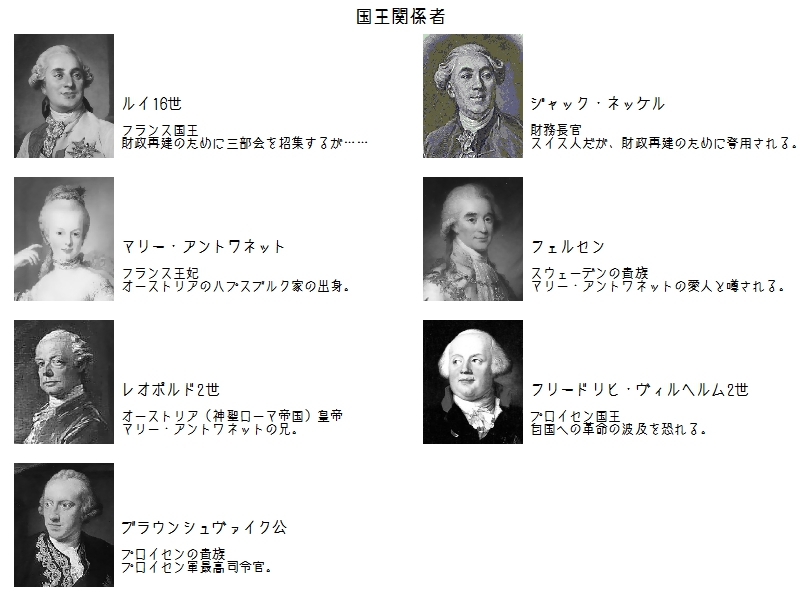 国王関係者
ルイ16世
フランス国王
財政再建のために三部会を招集するが……
ジャック・ネッケル
財務長官
スイス人だが、財政再建のために登用される。
マリー・アントワネット
フランス王妃
オーストリアのハプスブルク家の出身。
フェルセン
スウェーデンの貴族
マリー・アントワネットの愛人と噂される。
レオポルド2世
オーストリア(神聖ローマ帝国)皇帝
マリー・アントワネットの兄。
フリードリヒ・ヴィルヘルム2世
プロイセン国王
自国への革命の波及を恐れる。
ブラウンシュヴァイク公
プロイセンの貴族
プロイセン軍最高司令官。